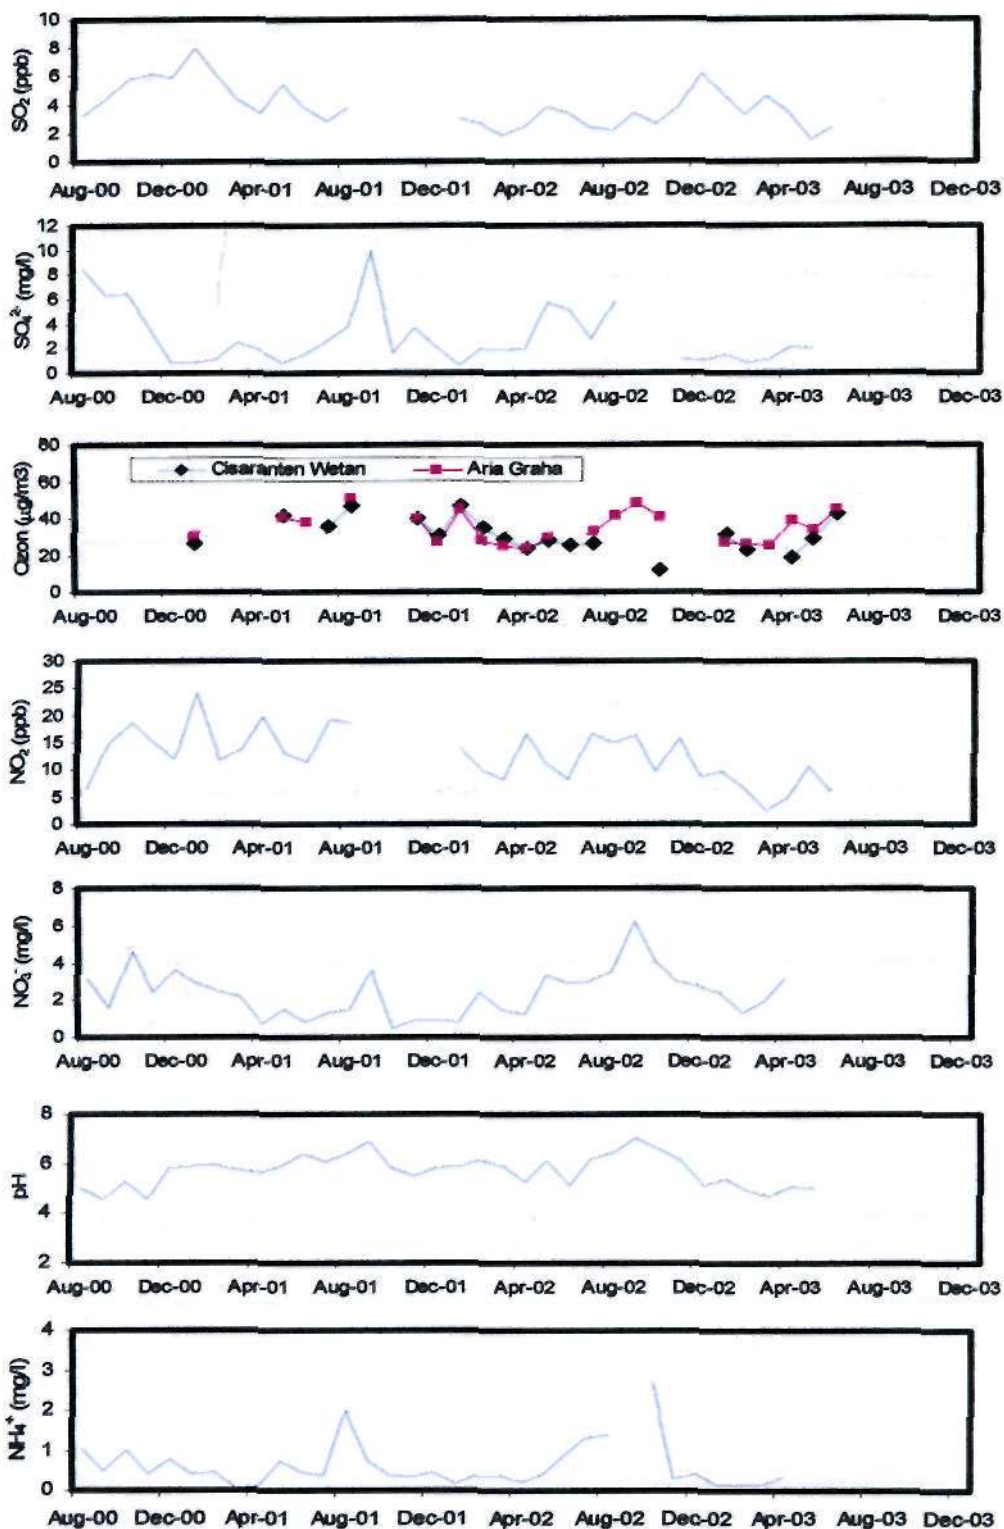 10
8
6
4
2
0
SO₂ (ppb)
Aug-00 Dec-00 Apr-01 Aug-01 Dec-01 Apr-02 Aug-02 Dec-02 Apr-03 Aug-03 Dec-03
12
10
8
6
4
2
0
SO₄²⁻ (mg/l)
Aug-00 Dec-00 Apr-01 Aug-01 Dec-01 Apr-02 Aug-02 Dec-02 Apr-03 Aug-03 Dec-03
80
60
40
20
0
Ozon (µg/m3)
Cisaranten Wetan Aria Graha
Aug-00 Dec-00 Apr-01 Aug-01 Dec-01 Apr-02 Aug-02 Dec-02 Apr-03 Aug-03 Dec-03
30
25
20
15
10
5
0
NO₂ (ppb)
Aug-00 Dec-00 Apr-01 Aug-01 Dec-01 Apr-02 Aug-02 Dec-02 Apr-03 Aug-03 Dec-03
8
6
4
2
0
NO₃⁻ (mg/l)
Aug-00 Dec-00 Apr-01 Aug-01 Dec-01 Apr-02 Aug-02 Dec-02 Apr-03 Aug-03 Dec-03
8
6
4
2
pH
Aug-00 Dec-00 Apr-01 Aug-01 Dec-01 Apr-02 Aug-02 Dec-02 Apr-03 Aug-03 Dec-03
4
3
2
1
0
NH₄⁺ (mg/l)
Aug-00 Dec-00 Apr-01 Aug-01 Dec-01 Apr-02 Aug-02 Dec-02 Apr-03 Aug-03 Dec-03